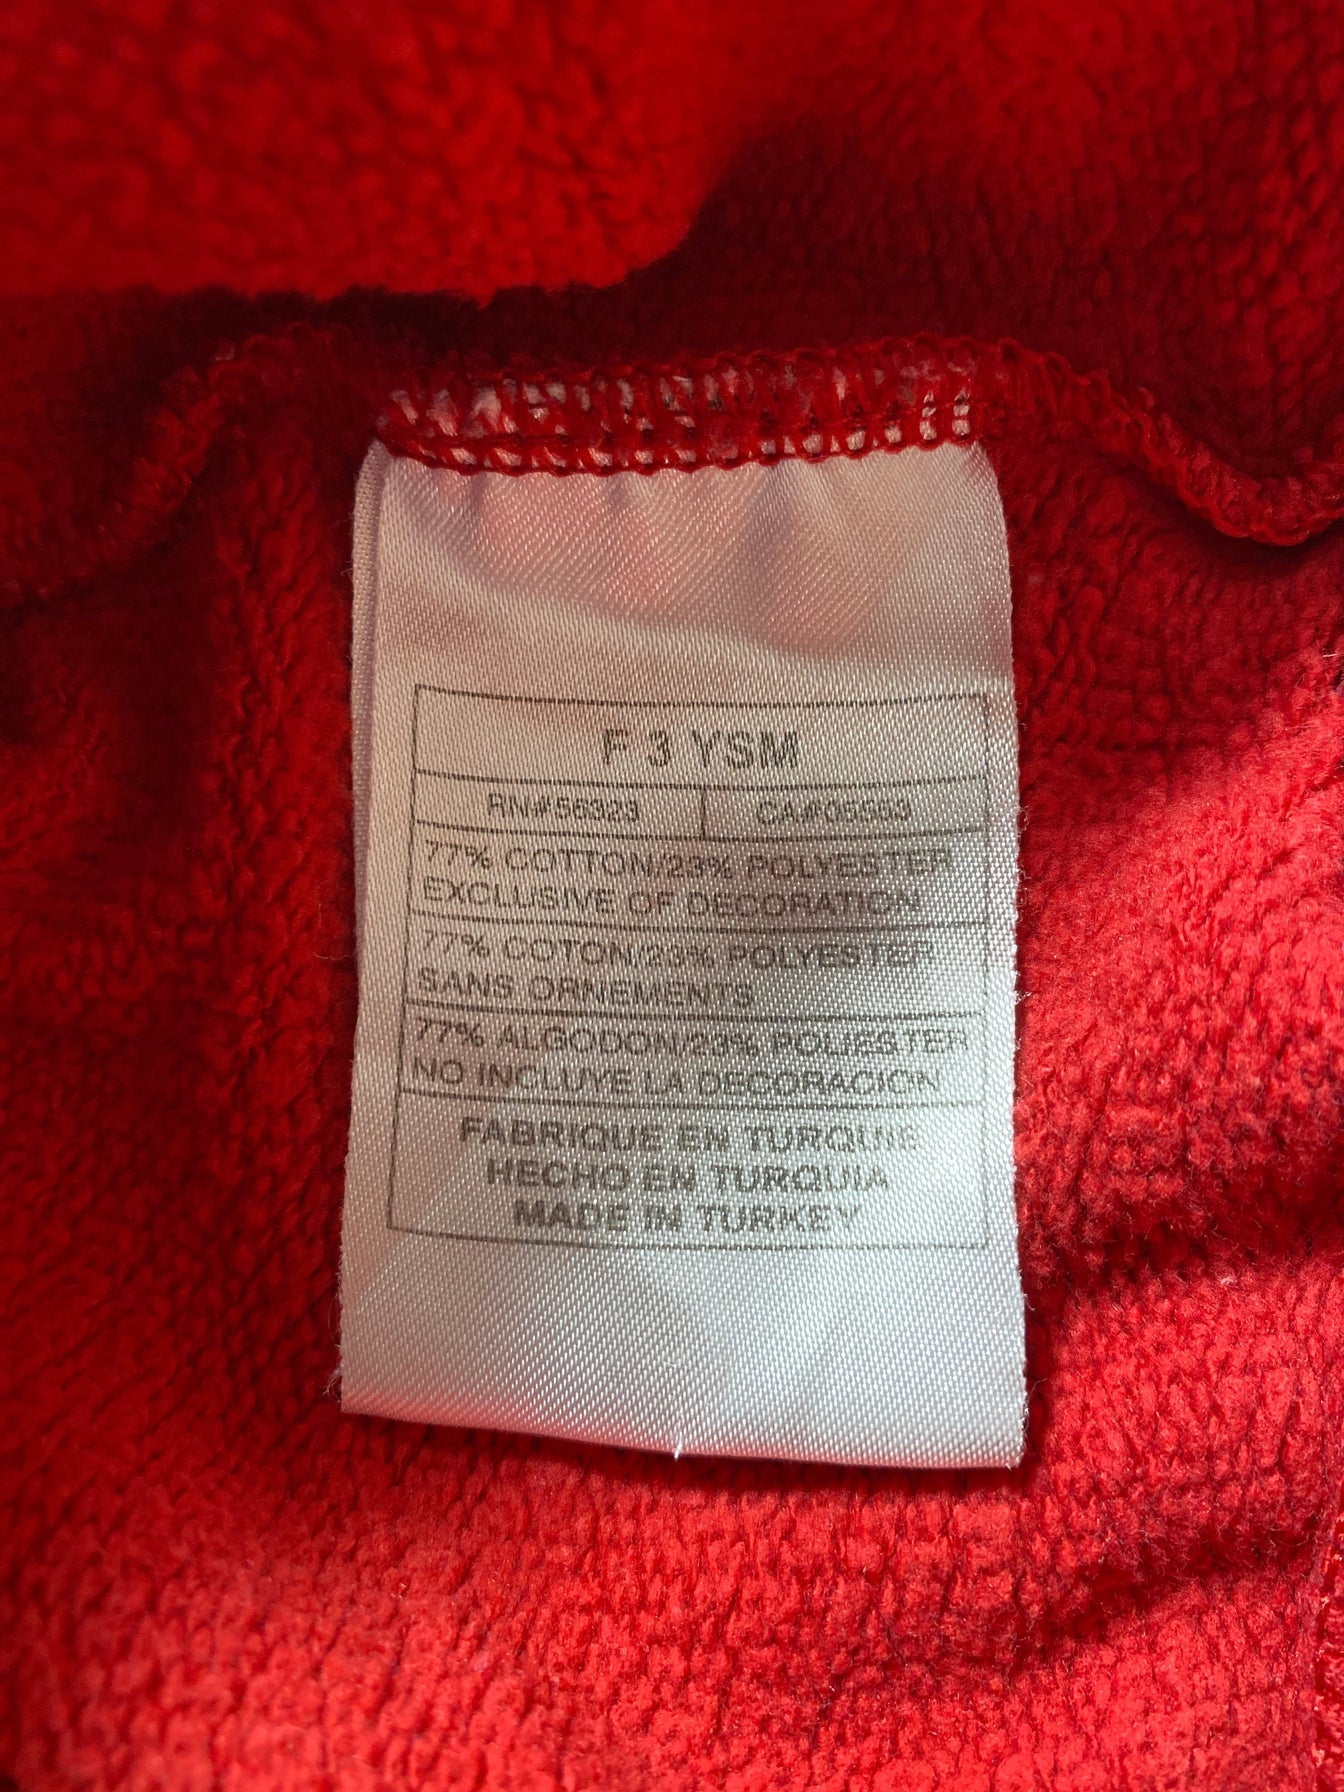 F 3 YSM
RN#56323 CA#05553
77% COTTON/23% POLYESTER
EXCLUSIVE OF DECORATION
77% COTON/23% POLYESTER
SANS ORNEMENTS
77% ALGODON/23% POLIESTER
NO INCLUYE LA DECORACION
FABRIQUE EN TURQUIE
HECHO EN TURQUIA
MADE IN TURKEY